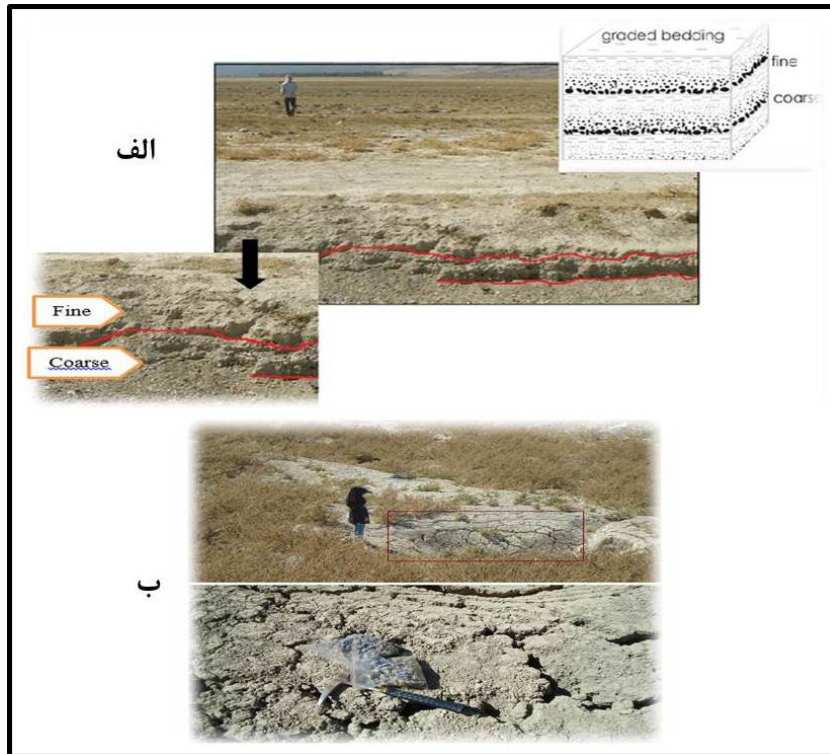 graded bedding
fine
coarse
الف
Fine
Coarse
ب